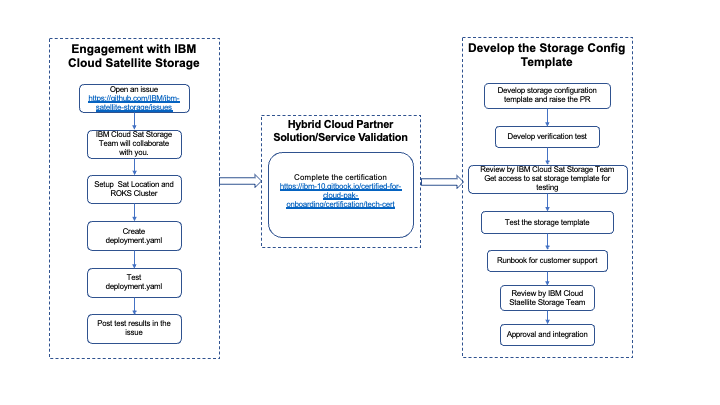 Engagement with IBM
Cloud Satellite Storage
Open an issue
https://github.com/IBM/ibm-
satellite-storage/issues
IBM Cloud Sat Storage
Team will collaborate
with you.
Setup Sat Location and
ROKS Cluster
Create
deployment.yaml
Test
deployment.yaml
Post test results in the
issue
Hybrid Cloud Partner
Solution/Service Validation
Complete the certification
https://ibm-10.gitbook.io/certified-for-
cloud-pak-
onboarding/certification/tech-cert
Develop the Storage Config
Template
Develop storage configuration
template and raise the PR
Develop verification test
Review by IBM Cloud Sat Storage Team
Get access to sat storage template for
testing
Test the storage template
Runbook for customer support
Review by IBM Cloud
Staellite Storage Team
Approval and integration